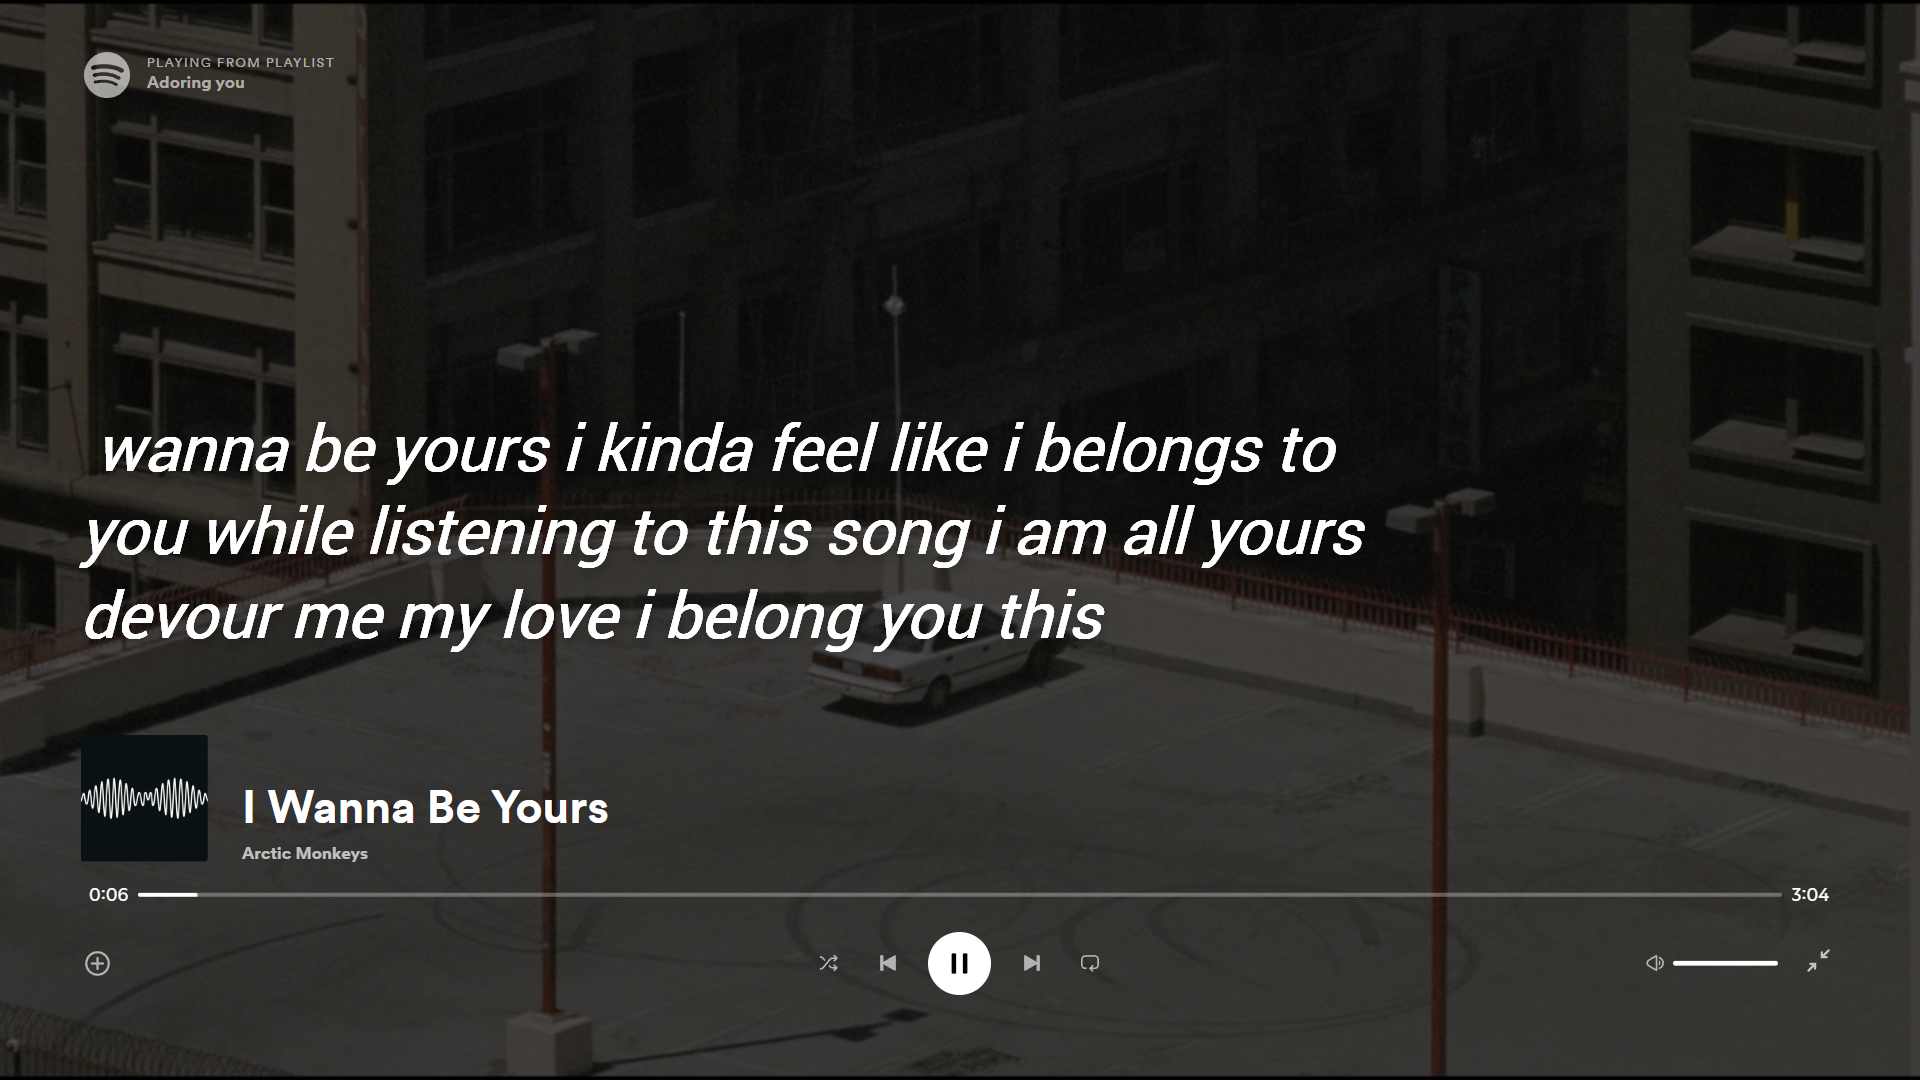 PLAYING FROM PLAYLIST
Adoring you
wanna be yours i kinda feel like i belongs to
you while listening to this song i am all yours
devour me my love i belong you this
I Wanna Be Yours
Arctic Monkeys
0:06
3:04